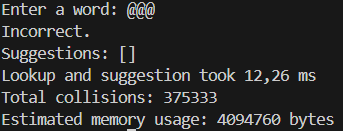 Enter a word: @@@
Incorrect.
Suggestions: []
Lookup and suggestion took 12,26 ms
Total collisions: 375333
Estimated memory usage: 4094760 bytes